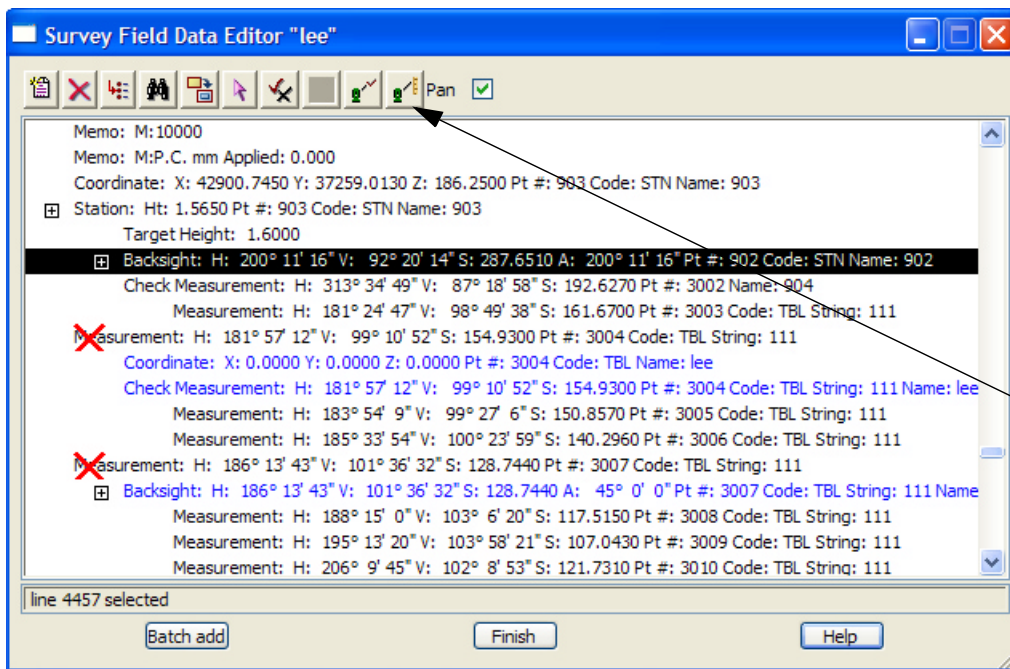 Survey Field Data Editor "lee"
Pan
Memo: M:10000
Memo: M:P.C. mm Applied: 0.000
Coordinate: X: 42900.7450 Y: 37259.0130 Z: 186.2500 Pt #: 903 Code: STN Name: 903
Station: Ht: 1.5650 Pt #: 903 Code: STN Name: 903
Target Height: 1.6000
Backsight: H: 200° 11' 16" V: 92° 20' 14" S: 287.6510 A: 200° 11' 16" Pt #: 902 Code: STN Name: 902
Check Measurement: H: 313° 34' 49" V: 87° 18' 58" S: 192.6270 Pt #: 3002 Name: 904
Measurement: H: 181° 24' 47" V: 98° 49' 38" S: 161.6700 Pt #: 3003 Code: TBL String: 111
Measurement: H: 181° 57' 12" V: 99° 10' 52" S: 154.9300 Pt #: 3004 Code: TBL String: 111
Coordinate: X: 0.0000 Y: 0.0000 Z: 0.0000 Pt #: 3004 Code: TBL Name: lee
Check Measurement: H: 181° 57' 12" V: 99° 10' 52" S: 154.9300 Pt #: 3004 Code: TBL String: 111 Name: lee
Measurement: H: 183° 54' 9" V: 99° 27' 6" S: 150.8570 Pt #: 3005 Code: TBL String: 111
Measurement: H: 185° 33' 54" V: 100° 23' 59" S: 140.2960 Pt #: 3006 Code: TBL String: 111
Measurement: H: 186° 13' 43" V: 101° 36' 32" S: 128.7440 Pt #: 3007 Code: TBL String: 111
Backsight: H: 186° 13' 43" V: 101° 36' 32" S: 128.7440 A: 45° 0' 0" Pt #: 3007 Code: TBL String: 111 Name
Measurement: H: 188° 15' 0" V: 103° 6' 20" S: 117.5150 Pt #: 3008 Code: TBL String: 111
Measurement: H: 195° 13' 20" V: 103° 58' 21" S: 107.0430 Pt #: 3009 Code: TBL String: 111
Measurement: H: 206° 9' 45" V: 102° 8' 53" S: 121.7310 Pt #: 3010 Code: TBL String: 111
line 4457 selected
Batch add Finish Help